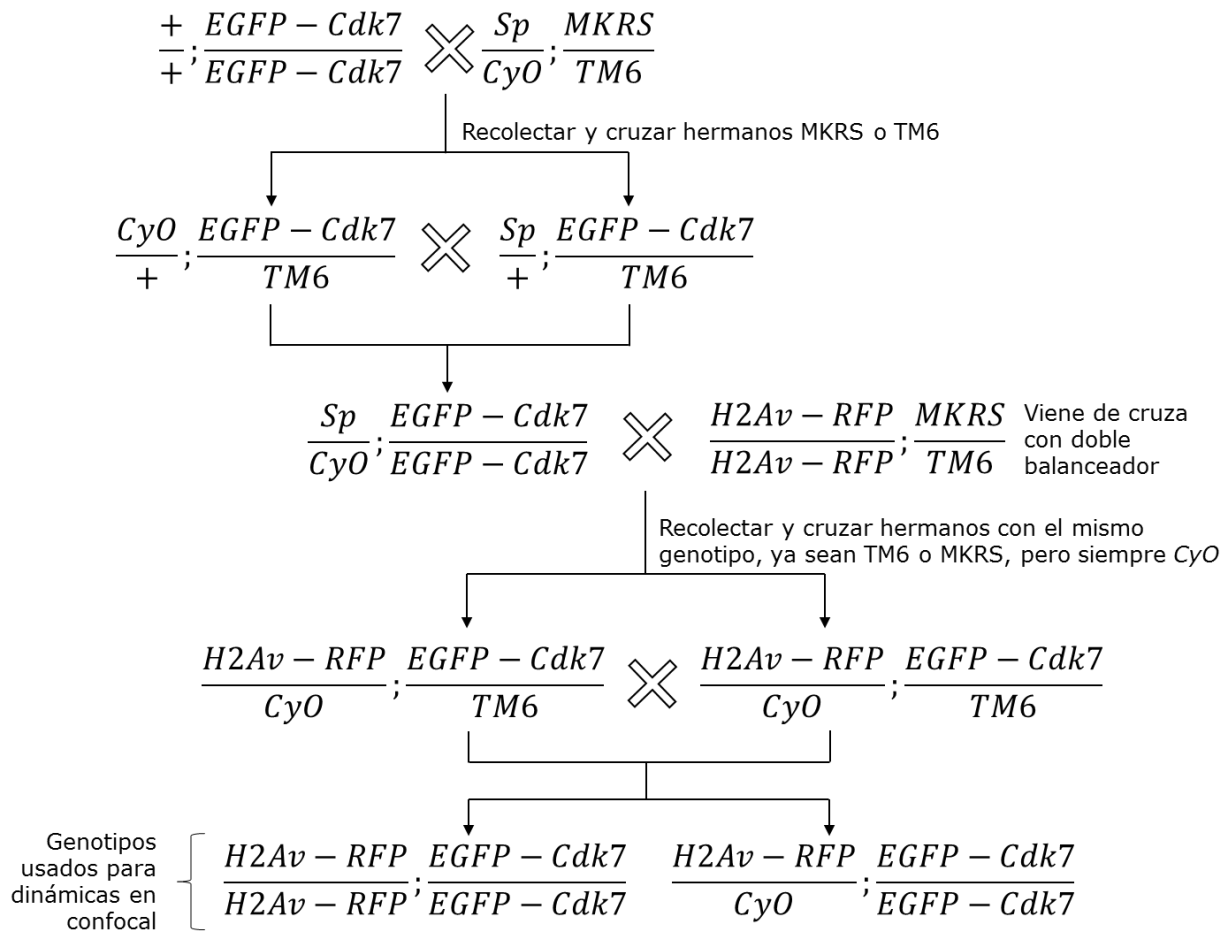 + EGFP − Cdk7 Sp MKRS
; ;
+ EGFP − Cdk7 CyO TM6
Recolectar y cruzar hermanos MKRS o TM6
CyO EGFP − Cdk7 Sp EGFP − Cdk7
; ;
+ TM6 + TM6
Sp EGFP − Cdk7 H2Av − RFP MKRS
; ;
CyO EGFP − Cdk7 H2Av − RFP TM6
Viene de cruza
con doble
balanceador
Recolectar y cruzar hermanos con el mismo
genotipo, ya sean TM6 o MKRS, pero siempre CyO
H2Av − RFP EGFP − Cdk7 H2Av − RFP EGFP − Cdk7
; ;
CyO TM6 CyO TM6
Genotipos
usados para
dinámicas en
confocal
H2Av − RFP EGFP − Cdk7 H2Av − RFP EGFP − Cdk7
; ;
H2Av − RFP EGFP − Cdk7 CyO EGFP − Cdk7